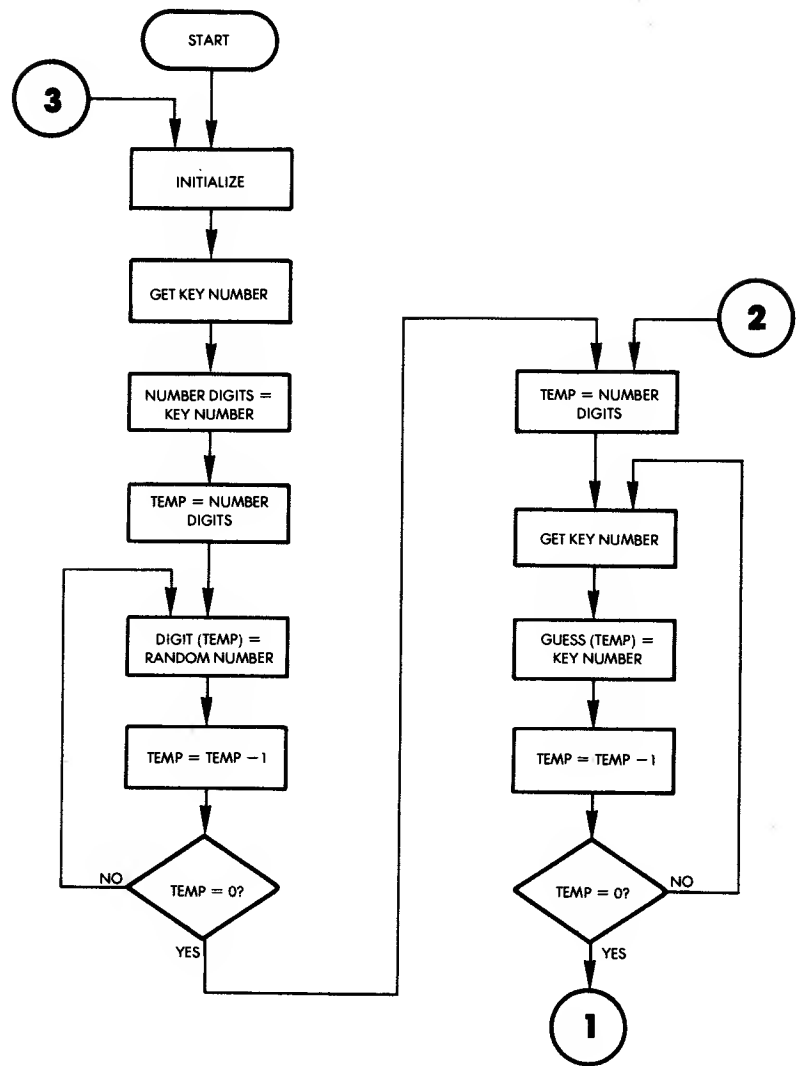 START
3
INITIALIZE
GET KEY NUMBER
NUMBER DIGITS =
KEY NUMBER
TEMP = NUMBER
DIGITS
DIGIT (TEMP) =
RANDOM NUMBER
TEMP = TEMP −1
NO
TEMP = 0?
YES
2
TEMP = NUMBER
DIGITS
GET KEY NUMBER
GUESS (TEMP) =
KEY NUMBER
TEMP = TEMP −1
TEMP = 0?
NO
YES
1